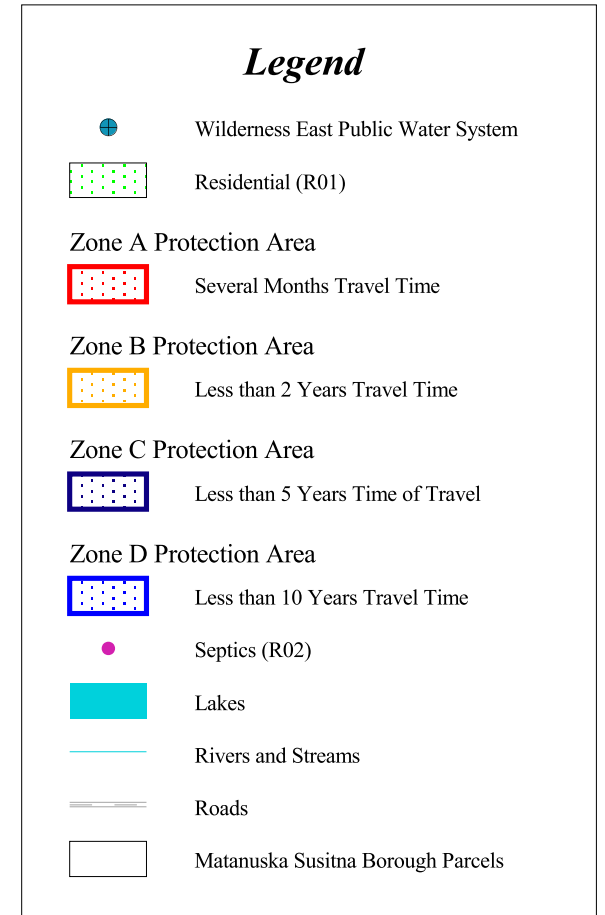 Legend
Wilderness East Public Water System
Residential (R01)
Zone A Protection Area
Several Months Travel Time
Zone B Protection Area
Less than 2 Years Travel Time
Zone C Protection Area
Less than 5 Years Time of Travel
Zone D Protection Area
Less than 10 Years Travel Time
Septics (R02)
Lakes
Rivers and Streams
Roads
Matanuska Susitna Borough Parcels